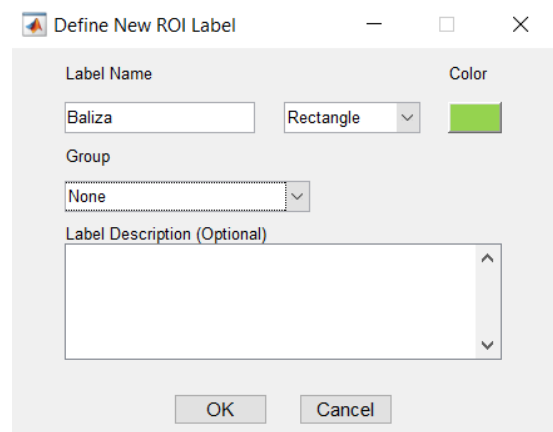 Define New ROI Label
Label Name Color
Baliza Rectangle
Group
None
Label Description (Optional)
OK Cancel